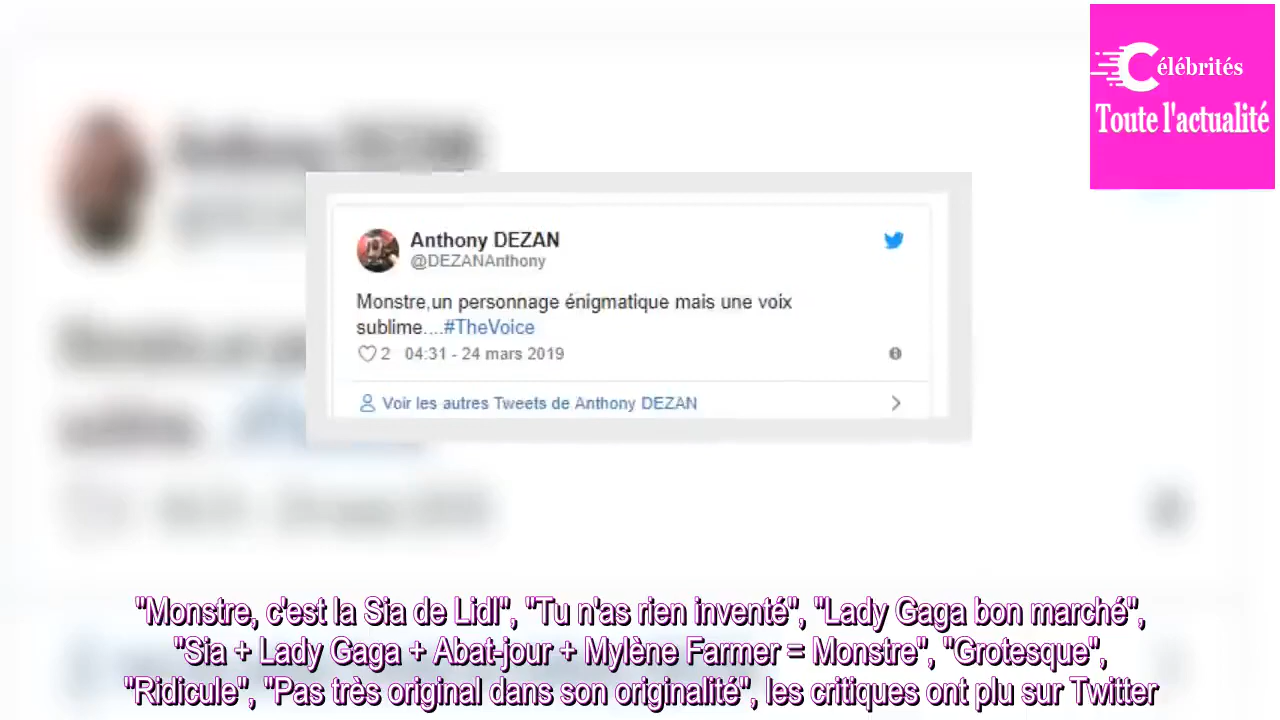 Célébrités
Toute l'actualité
Anthony DEZAN
@DEZANAnthony
Monstre,un personnage énigmatique mais une voix
sublime....#TheVoice
2 04:31 - 24 mars 2019
Voir les autres Tweets de Anthony DEZAN
"Monstre, c'est la Sia de Lidl", "Tu n'as rien inventé", "Lady Gaga bon marché",
"Sia + Lady Gaga + Abat-jour + Mylène Farmer = Monstre", "Grotesque",
"Ridicule", "Pas très original dans son originalité", les critiques ont plu sur Twitter